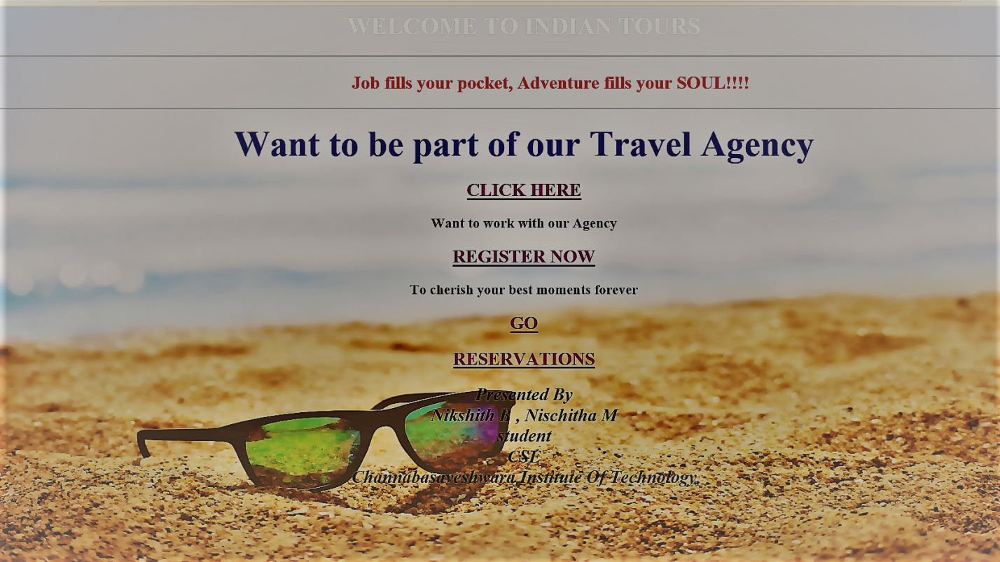 WELCOME TO INDIAN TOURS
Job fills your pocket, Adventure fills your SOUL!!!!
Want to be part of our Travel Agency
CLICK HERE
Want to work with our Agency
REGISTER NOW
To cherish your best moments forever
GO
RESERVATIONS
Presented By
Nikshith B , Nischitha M
student
CSE
Channabasaveshwara Institute Of Technology.